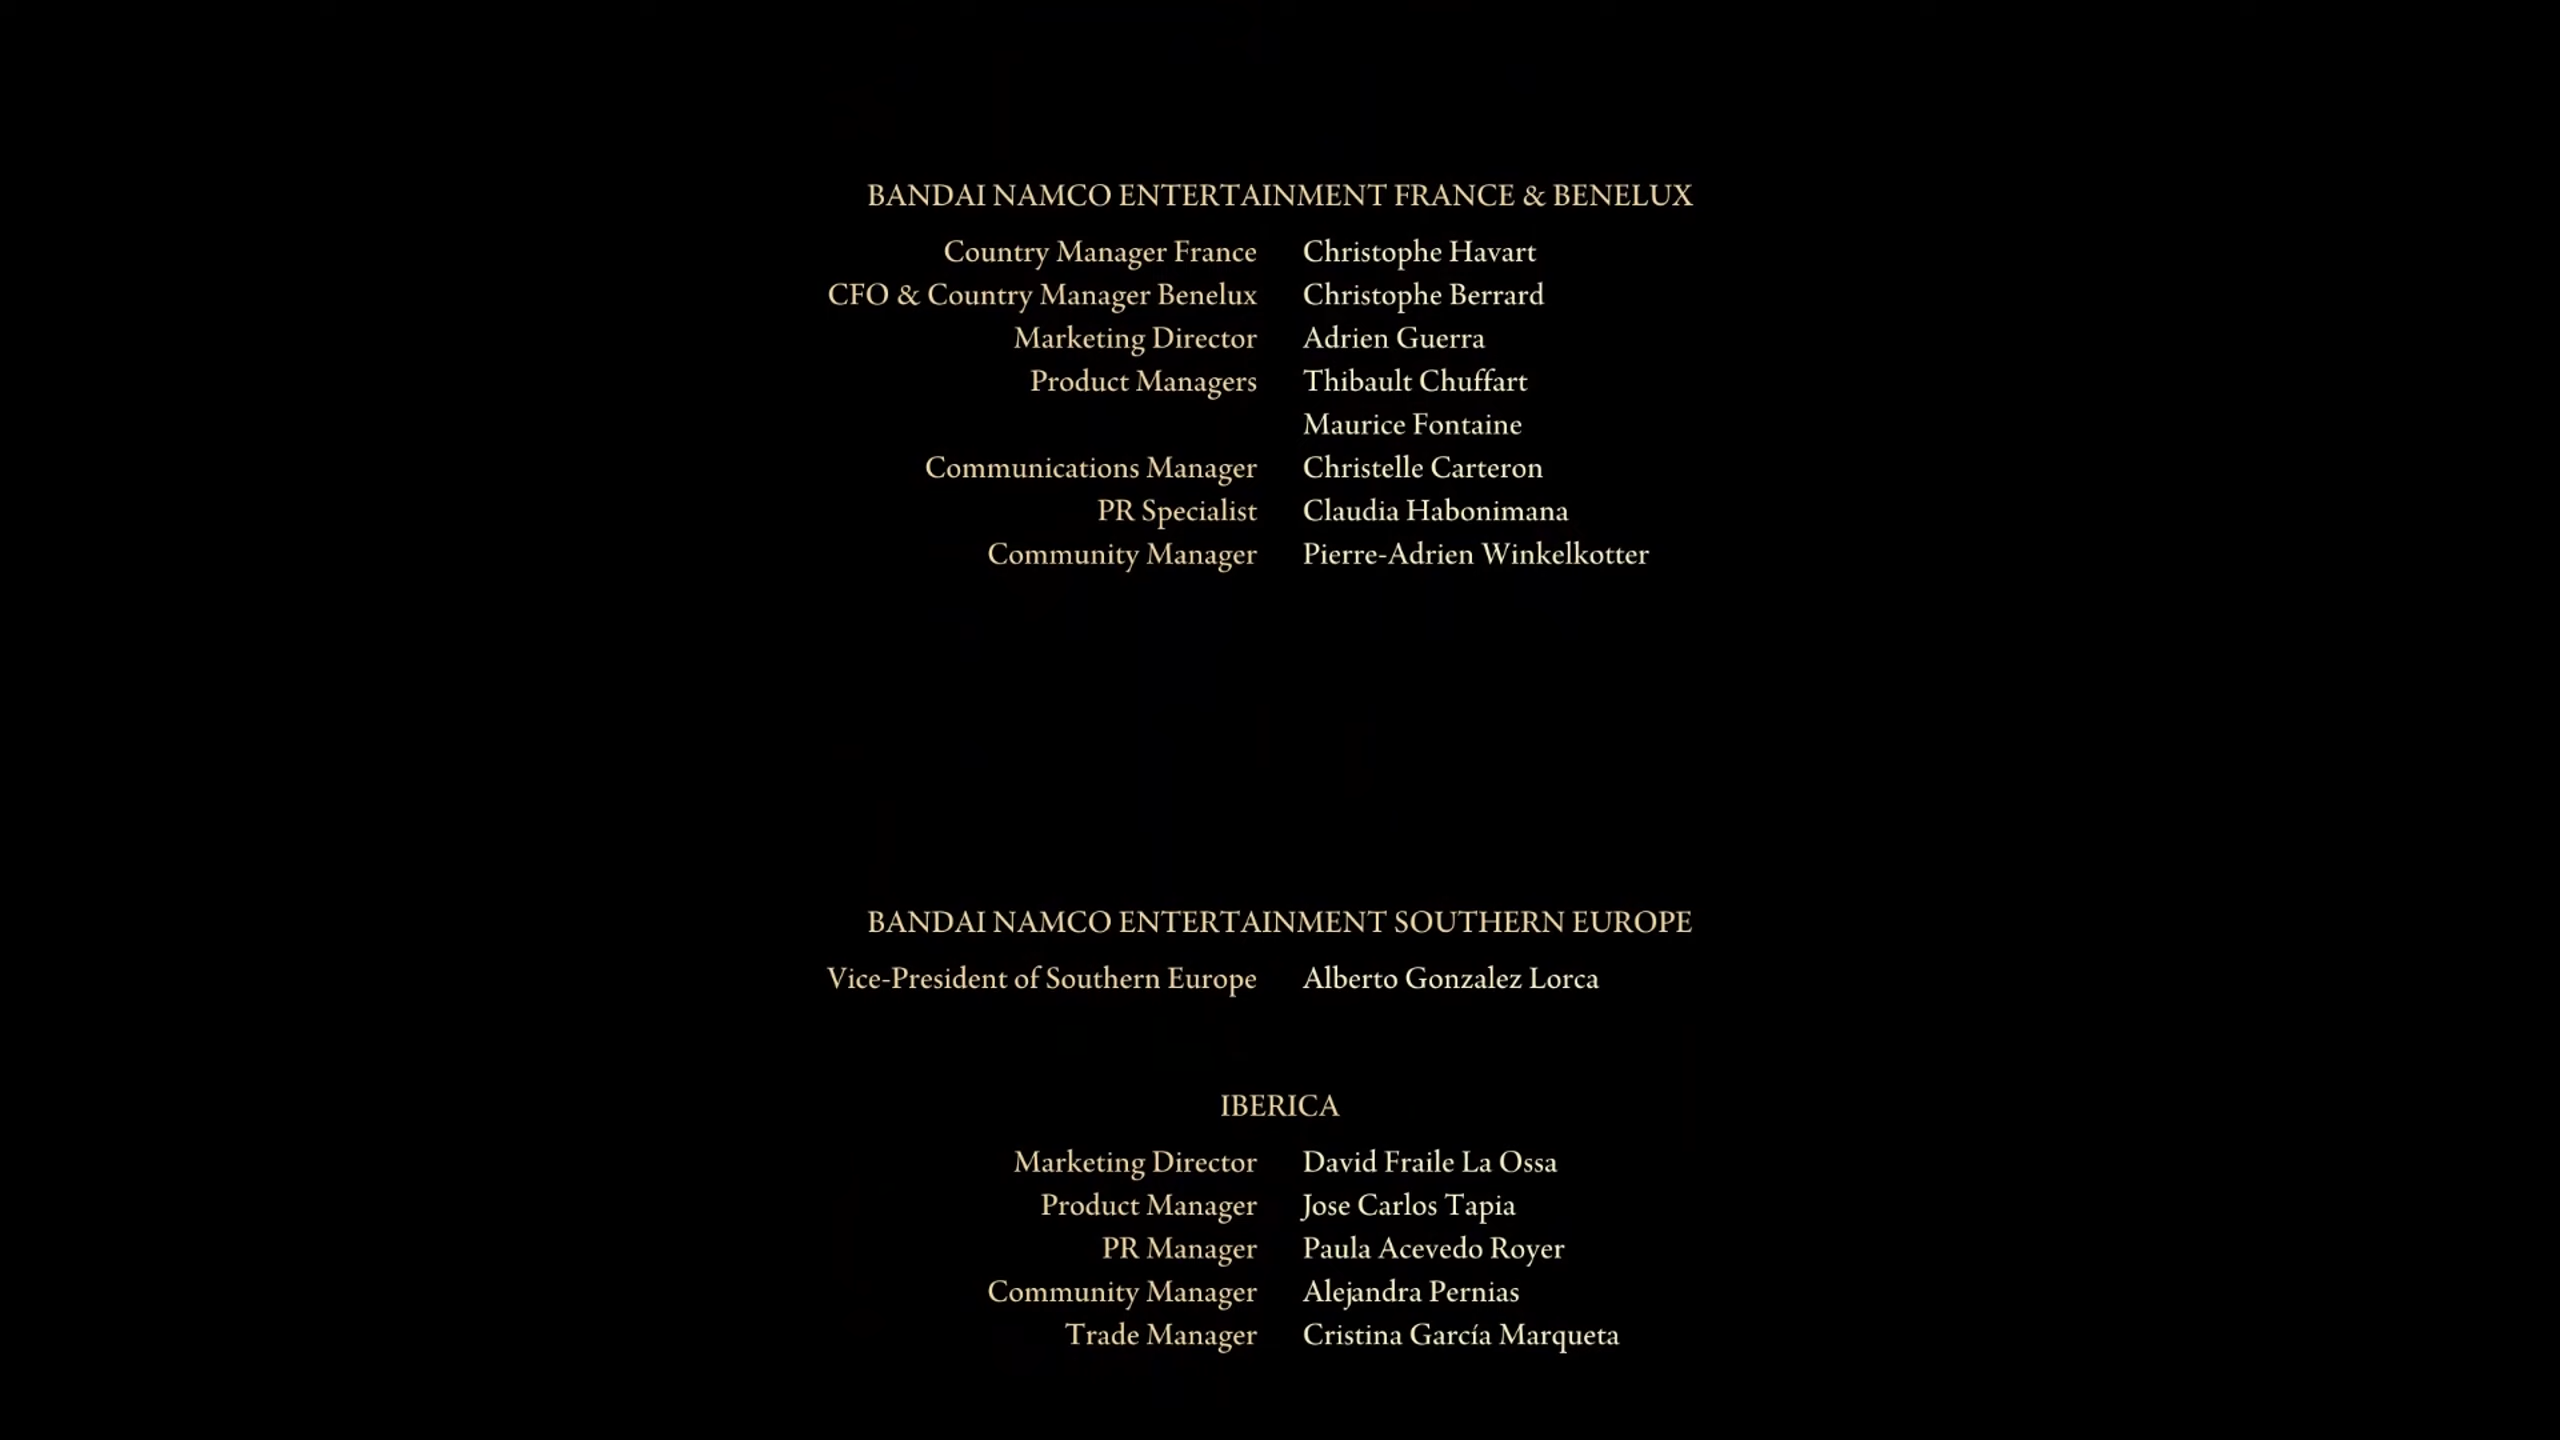 BANDAI NAMCO ENTERTAINMENT FRANCE & BENELUX
Country Manager France Christophe Havart
CFO & Country Manager Benelux Christophe Berrard
Marketing Director Adrien Guerra
Product Managers Thibault Chuffart
Maurice Fontaine
Communications Manager Christelle Carteron
PR Specialist Claudia Habonimana
Community Manager Pierre-Adrien Winkelkotter
BANDAI NAMCO ENTERTAINMENT SOUTHERN EUROPE
Vice-President of Southern Europe Alberto Gonzalez Lorca
IBERICA
Marketing Director David Fraile La Ossa
Product Manager Jose Carlos Tapia
PR Manager Paula Acevedo Royer
Community Manager Alejandra Pernias
Trade Manager Cristina García Marqueta